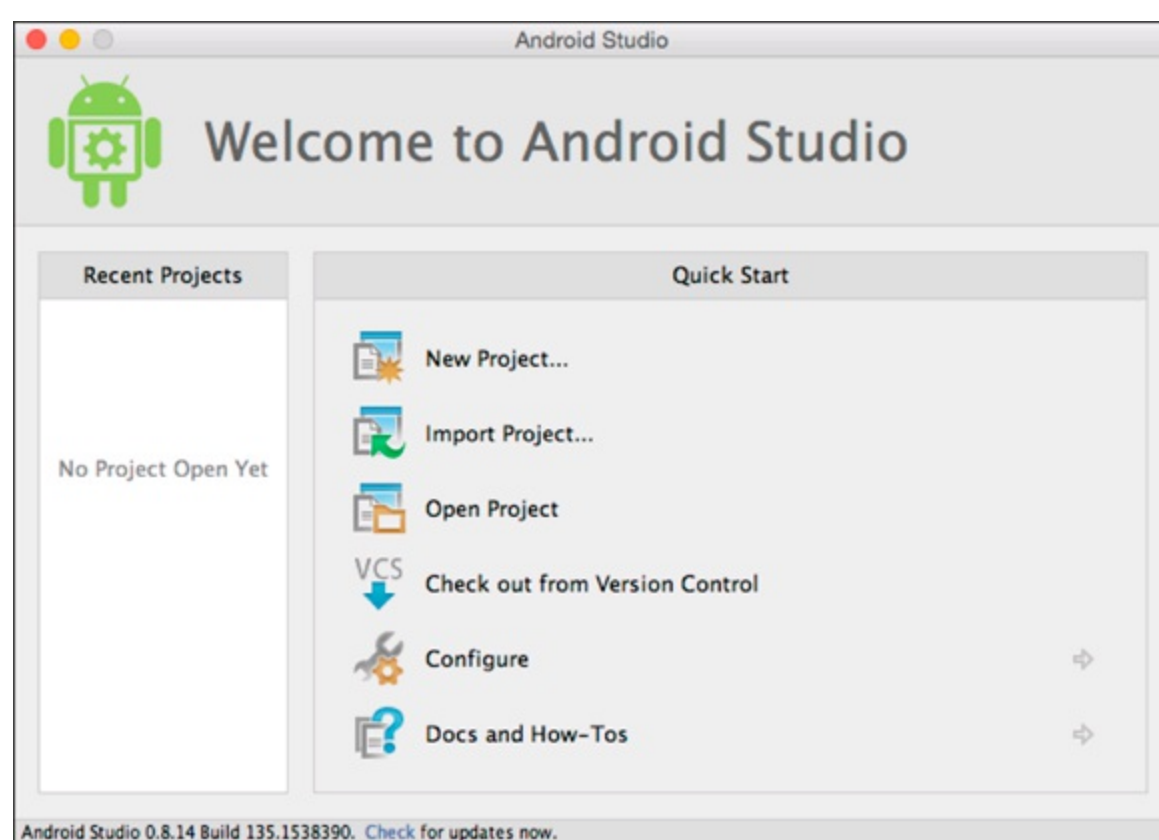 Android Studio
Welcome to Android Studio
Recent Projects
No Project Open Yet
Quick Start
New Project...
Import Project...
Open Project
VCS
Check out from Version Control
Configure
Docs and How-Tos
Android Studio 0.8.14 Build 135.1538390. Check for updates now.